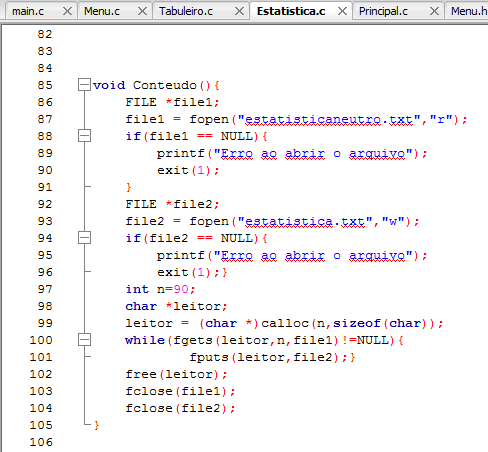 main.c Menu.c Tabuleiro.c Estatistica.c Principal.c Menu.h
82
83
84
85 void Conteudo(){
86 FILE *file1;
87 file1 = fopen("estatisticaneutro.txt","r");
88 if(file1 == NULL){
89 printf("Erro ao abrir o arquivo");
90 exit(1);
91 }
92 FILE *file2;
93 file2 = fopen("estatistica.txt","w");
94 if(file2 == NULL){
95 printf("Erro ao abrir o arquivo");
96 exit(1);}
97 int n=90;
98 char *leitor;
99 leitor = (char *)calloc(n,sizeof(char));
100 while(fgets(leitor,n,file1)!=NULL){
101 fputs(leitor,file2);}
102 free(leitor);
103 fclose(file1);
104 fclose(file2);
105 }
106